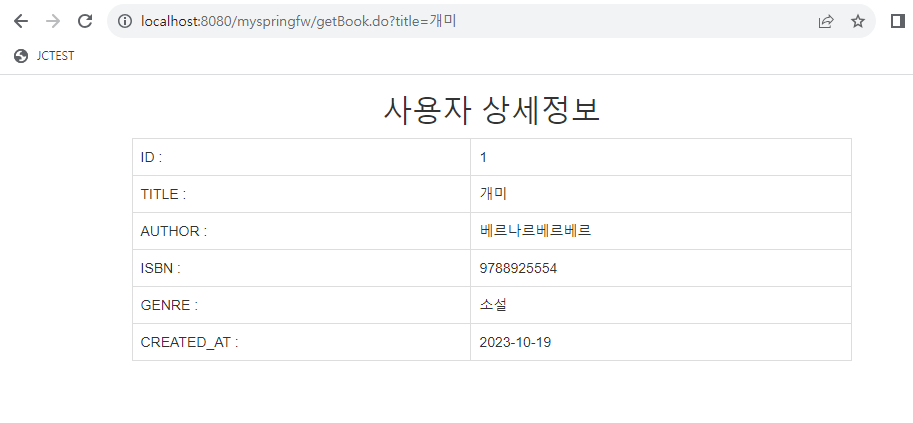 localhost:8080/myspringfw/getBook.do?title=개미
JCTEST
사용자 상세정보
ID : 1
TITLE : 개미
AUTHOR : 베르나르베르베르
ISBN : 9788925554
GENRE : 소설
CREATED_AT : 2023-10-19